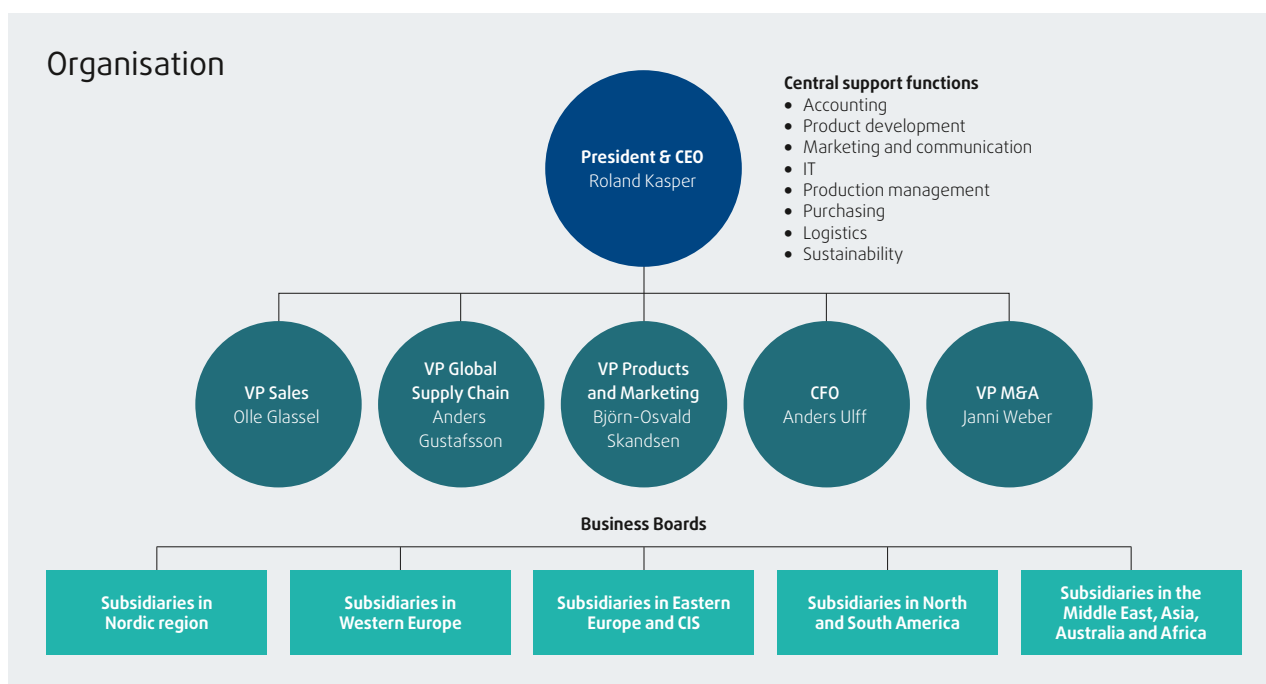 Organisation
President & CEO
Roland Kasper
Central support functions
• Accounting
• Product development
• Marketing and communication
• IT
• Production management
• Purchasing
• Logistics
• Sustainability
VP Sales
Olle Glassel
VP Global
Supply Chain
Anders
Gustafsson
VP Products
and Marketing
Björn-Osvald
Skandsen
CFO
Anders Ulff
VP M&A
Janni Weber
Business Boards
Subsidiaries in
Nordic region
Subsidiaries in
Western Europe
Subsidiaries in Eastern
Europe and CIS
Subsidiaries in North
and South America
Subsidiaries in the
Middle East, Asia,
Australia and Africa